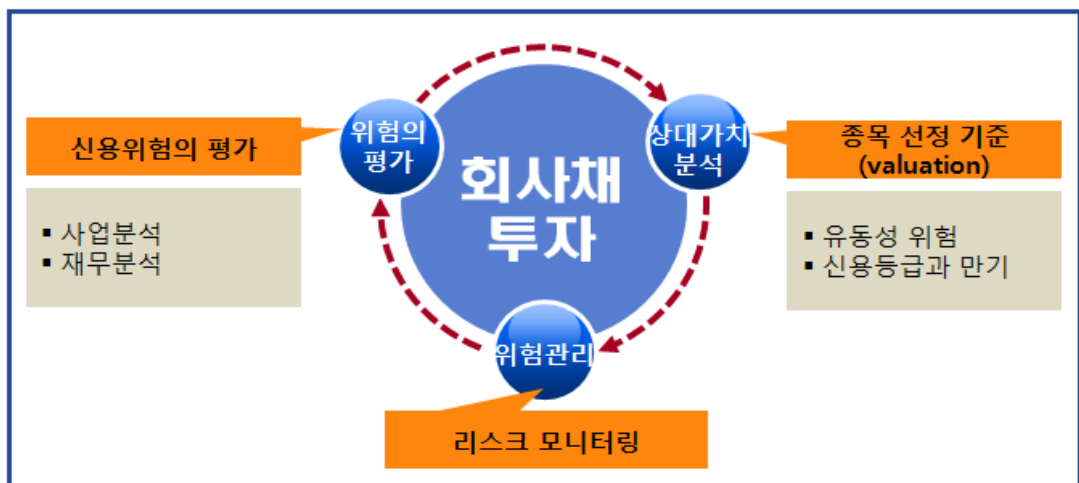 위험의
평가
상대가치
분석
신용위험의 평가
종목 선정 기준
(valuation)
회사채
투자
▪ 사업분석
▪ 재무분석
▪ 유동성 위험
▪ 신용등급과 만기
위험관리
리스크 모니터링